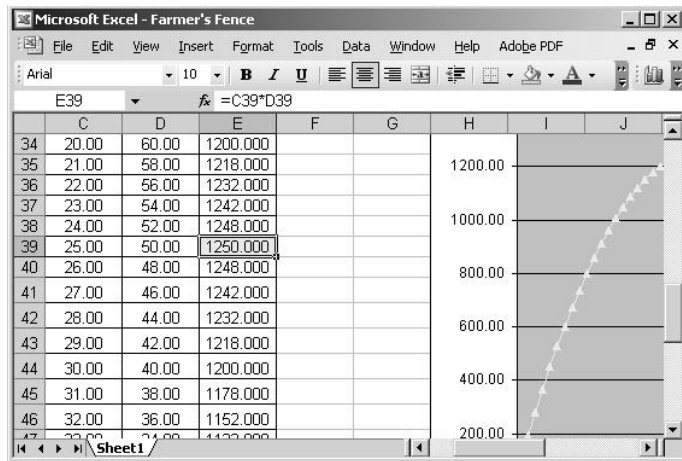 Microsoft Excel - Farmer's Fence
File Edit View Insert Format Tools Data Window Help Adobe PDF
Arial 10 B I U A
E39 fx =C39*D39
C D E F G H I J
34 20.00 60.00 1200.000
35 21.00 58.00 1218.000 1200.00
36 22.00 56.00 1232.000
37 23.00 54.00 1242.000
38 24.00 52.00 1248.000 1000.00
39 25.00 50.00 1250.000
40 26.00 48.00 1248.000 800.00
41 27.00 46.00 1242.000
42 28.00 44.00 1232.000 600.00
43 29.00 42.00 1218.000
44 30.00 40.00 1200.000 400.00
45 31.00 38.00 1178.000
46 32.00 36.00 1152.000
200.00
Sheet1